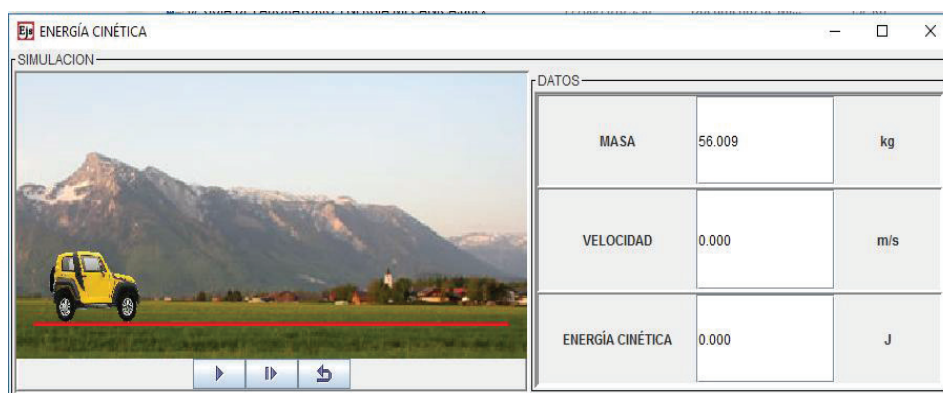 Ejs ENERGÍA CINÉTICA
SIMULACION
DATOS
MASA 56.009 kg
VELOCIDAD 0.000 m/s
ENERGÍA CINÉTICA 0.000 J